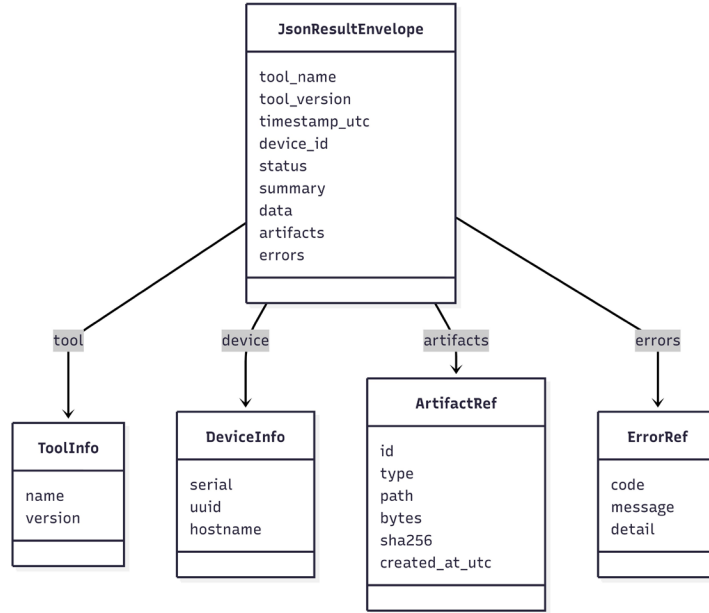 JsonResultEnvelope
tool_name
tool_version
timestamp_utc
device_id
status
summary
data
artifacts
errors
tool
device
artifacts
errors
ToolInfo
name
version
DeviceInfo
serial
uuid
hostname
ArtifactRef
id
type
path
bytes
sha256
created_at_utc
ErrorRef
code
message
detail